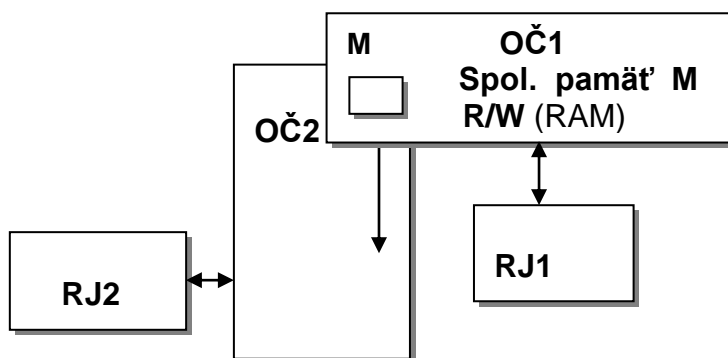 M OČ1
Spol. pamäť M
R/W (RAM)
OČ2
RJ2
RJ1